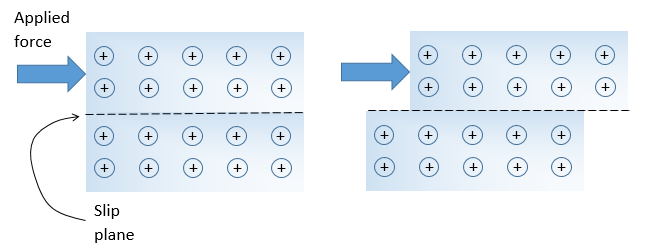 Applied
force
+ + + + + + + + + +
+ + + + + + + + + +
+ + + + + + + + + +
+ + + + + + + + + +
Slip
plane